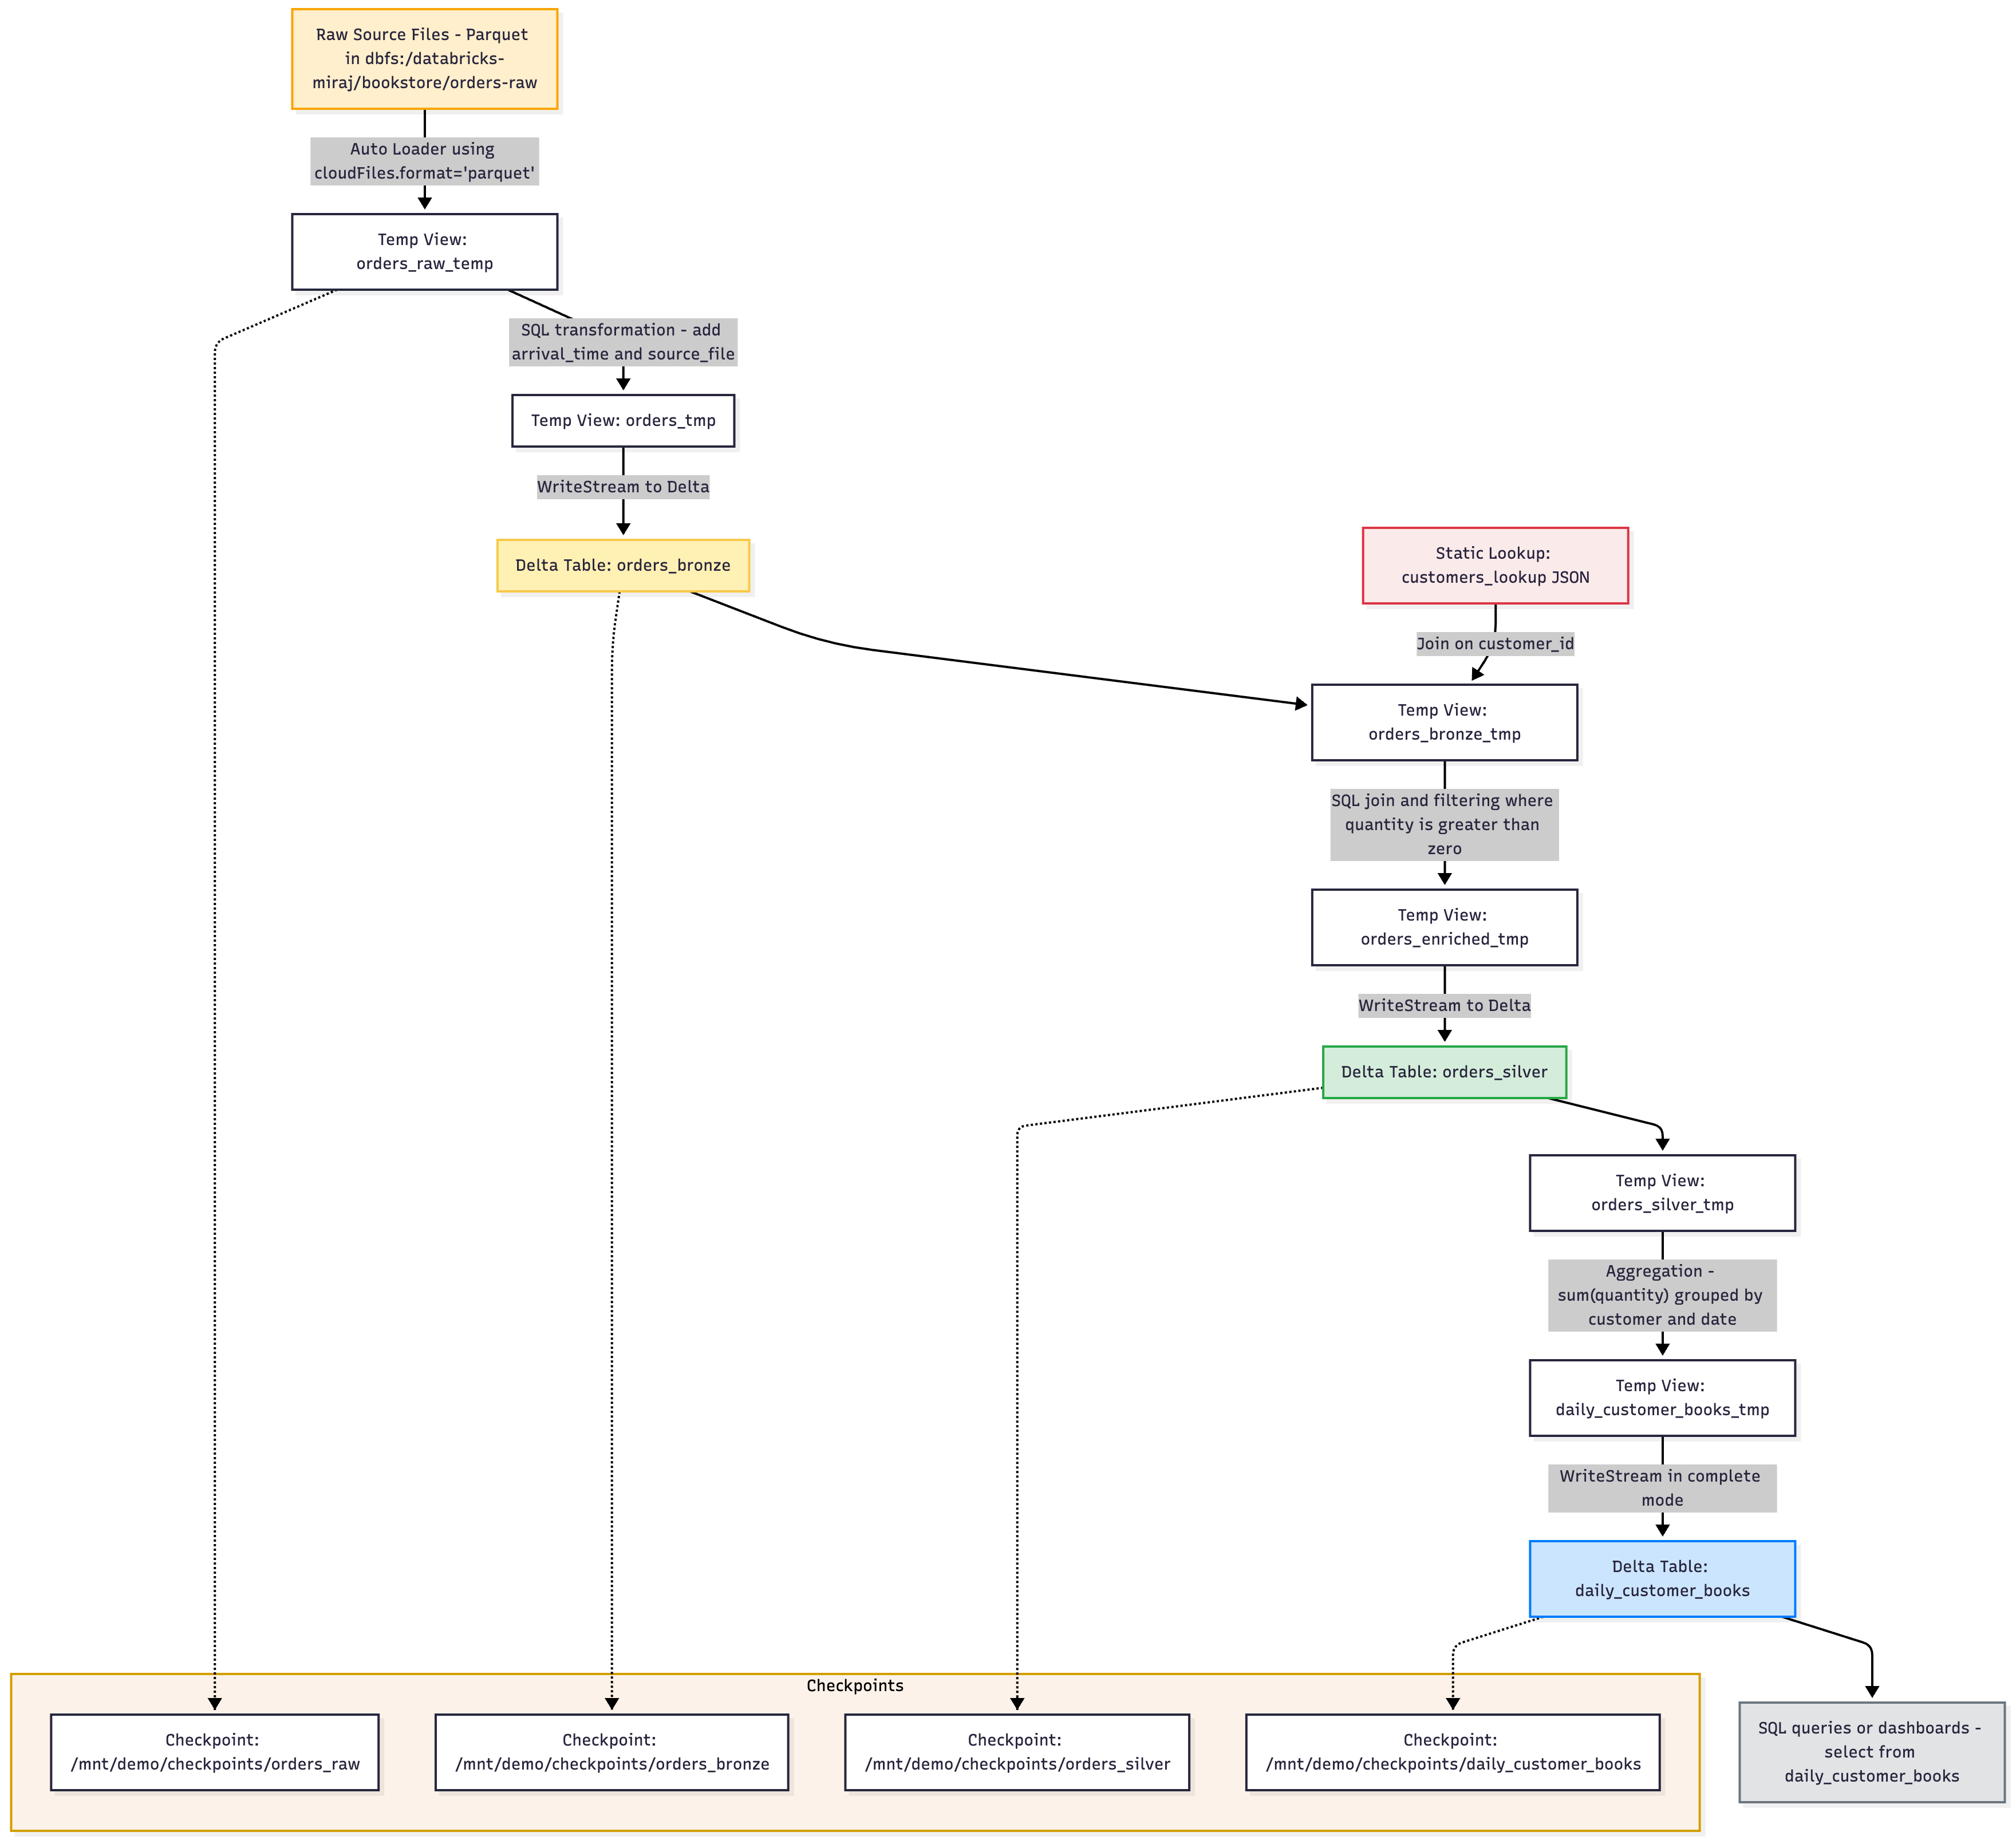 Raw Source Files - Parquet
in dbfs:/databricks-
miraj/bookstore/orders-raw
Auto Loader using
cloudFiles.format='parquet'
Temp View:
orders_raw_temp
SQL transformation - add
arrival_time and source_file
Temp View: orders_tmp
WriteStream to Delta
Delta Table: orders_bronze
Static Lookup:
customers_lookup JSON
Join on customer_id
Temp View:
orders_bronze_tmp
SQL join and filtering where
quantity is greater than
zero
Temp View:
orders_enriched_tmp
WriteStream to Delta
Delta Table: orders_silver
Temp View:
orders_silver_tmp
Aggregation -
sum(quantity) grouped by
customer and date
Temp View:
daily_customer_books_tmp
WriteStream in complete
mode
Delta Table:
daily_customer_books
Checkpoints
Checkpoint:
/mnt/demo/checkpoints/orders_raw
Checkpoint:
/mnt/demo/checkpoints/orders_bronze
Checkpoint:
/mnt/demo/checkpoints/orders_silver
Checkpoint:
/mnt/demo/checkpoints/daily_customer_books
SQL queries or dashboards -
select from
daily_customer_books